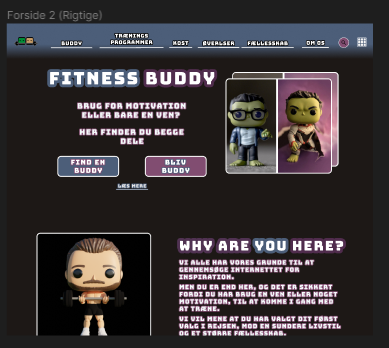 Forside 2 (Rigtige)
BUDDY
TRÆNINGS
PROGRAMMER
KOST
ØVERLSER
FÆLLESSKAB
OM OS
FITNESS BUDDY
BRUG FOR MOTIVATION
ELLER BARE EN VEN?
HER FINDER DU BEGGE
DELE
FIND EN
BUDDY
BLIV
BUDDY
LÆS MERE
WHY ARE YOU HERE?
VI ALLE HAR VORES GRUNDE TIL AT
GENNEMSØGE INTERNETTET FOR
INSPIRATION.
MEN DU ER END HER, OG DET ER SIKKERT
FORDI DU HAR BRUG EN VEN ELLER NOGET
MOTIVATION, TIL AT KOMME I GANG MED
AT TRÆNE.
VI VIL MENE AT DU HAR VALGT DIT FØRST
VALG I REJSEN, MOD EN SUNDERE LIVSTIL
OG ET STØRRE FÆLLESSKAB.